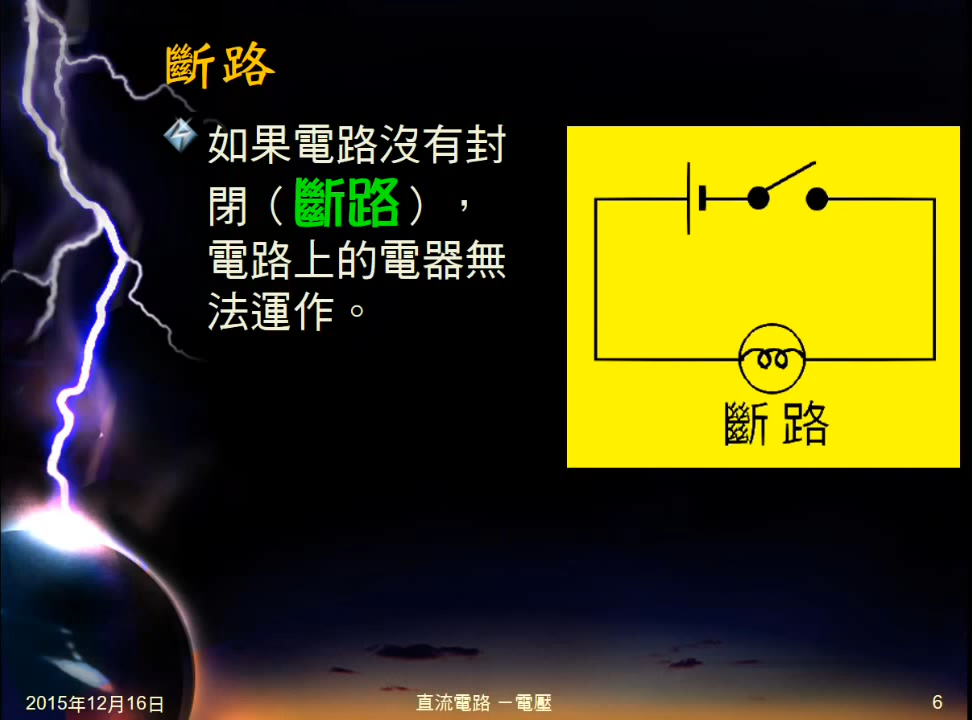 斷路
如果電路沒有封
閉（斷路），
電路上的電器無
法運作。
斷路
2015年12月16日
直流電路 －電壓
6